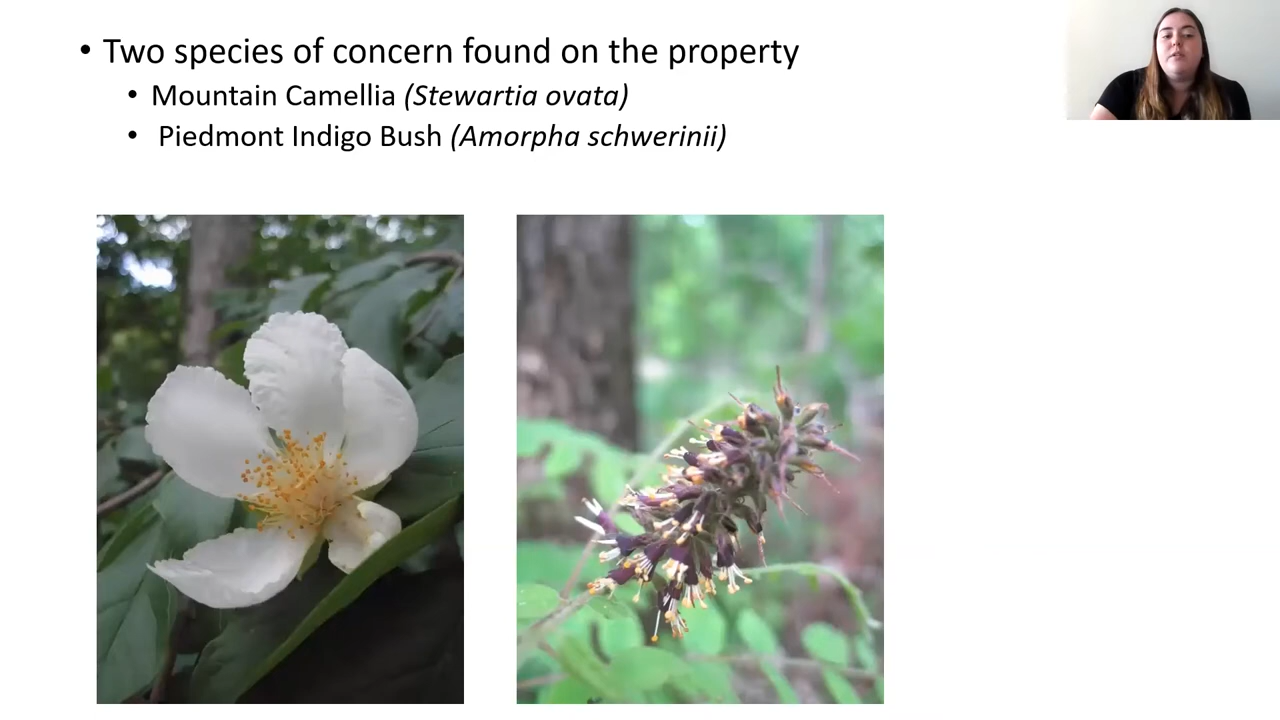 • Two species of concern found on the property
• Mountain Camellia (Stewartia ovata)
• Piedmont Indigo Bush (Amorpha schwerinii)